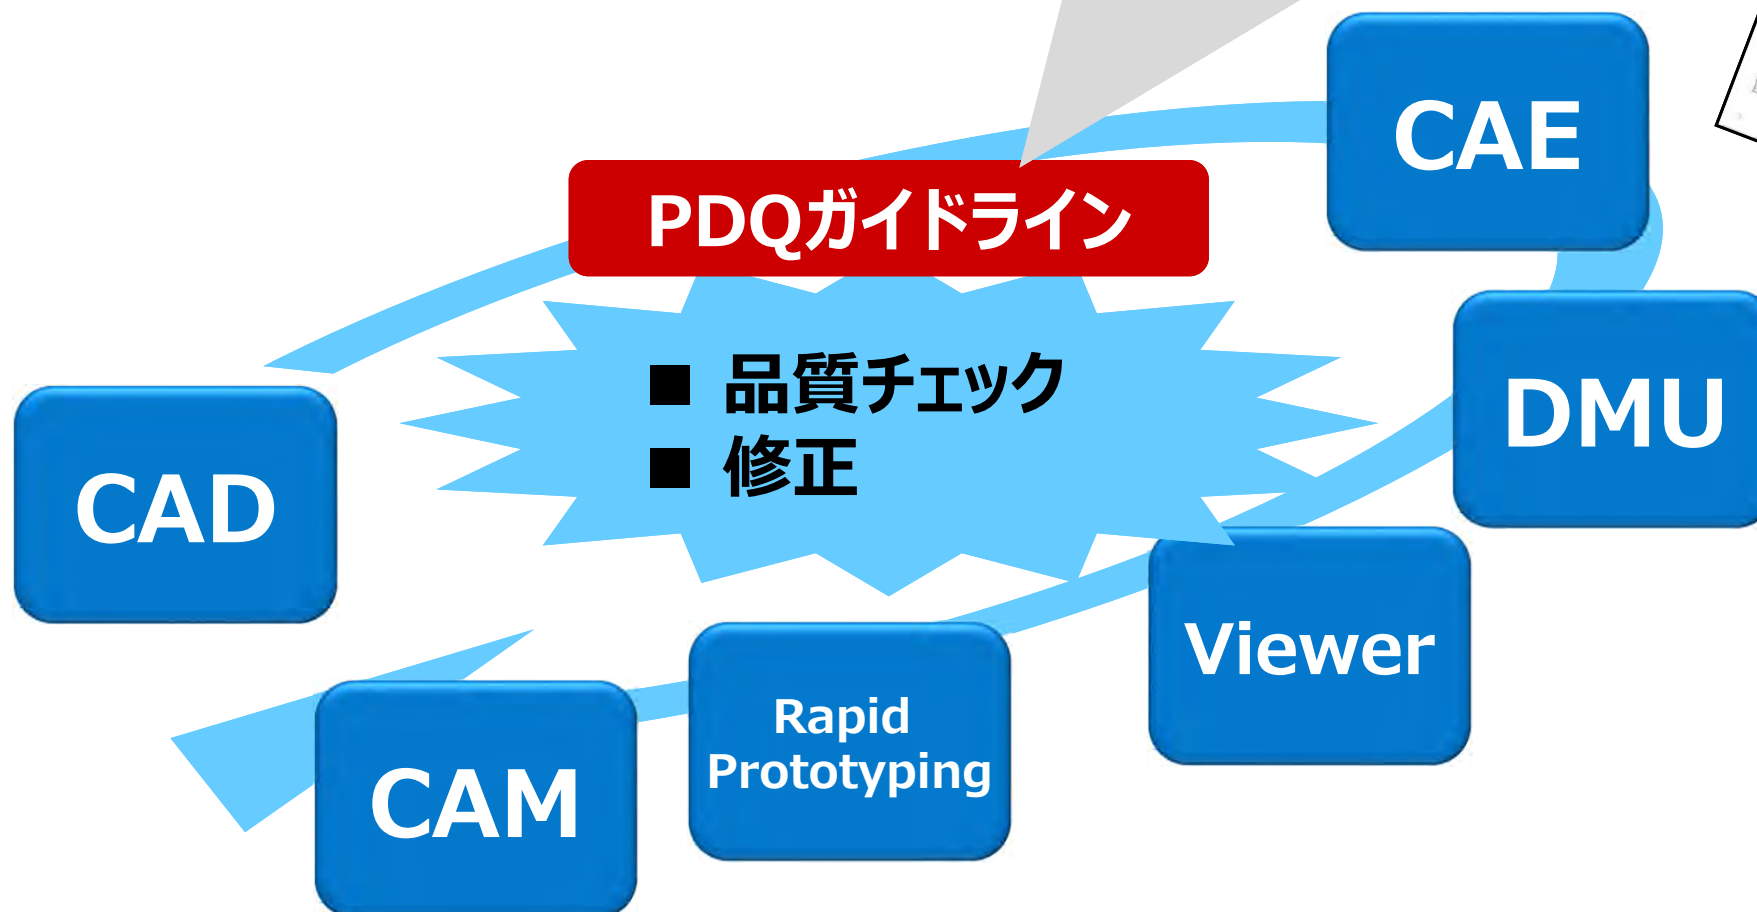 CAE
PDQガイドライン
■ 品質チェック
■ 修正
DMU
CAD
Viewer
Rapid
Prototyping
CAM